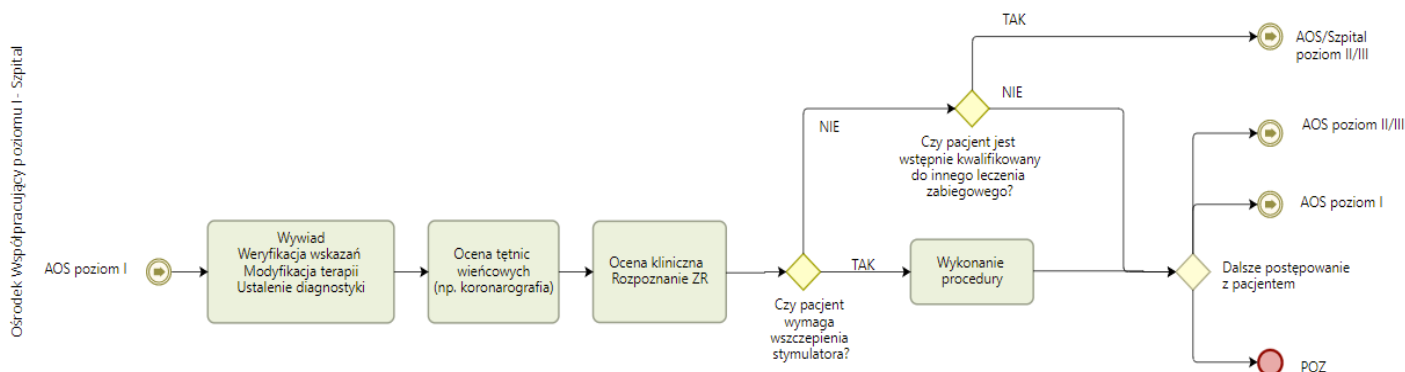 Ośrodek Współpracujący poziomu I - Szpital
AOS poziom I
Wywiad
Weryfikacja wskazań
Modyfikacja terapii
Ustalenie diagnostyki
Ocena tętnic
wieńcowych
(np. koronarografia)
Ocena kliniczna
Rozpoznanie ZR
Czy pacjent
wymaga
wszczepienia
stymulatora?
NIE
TAK
Wykonanie
procedury
Czy pacjent jest
wstępnie kwalifikowany
do innego leczenia
zabiegowego?
TAK
NIE
AOS/Szpital
poziom II/III
AOS poziom II/III
AOS poziom I
Dalsze postępowanie
z pacjentem
POZ